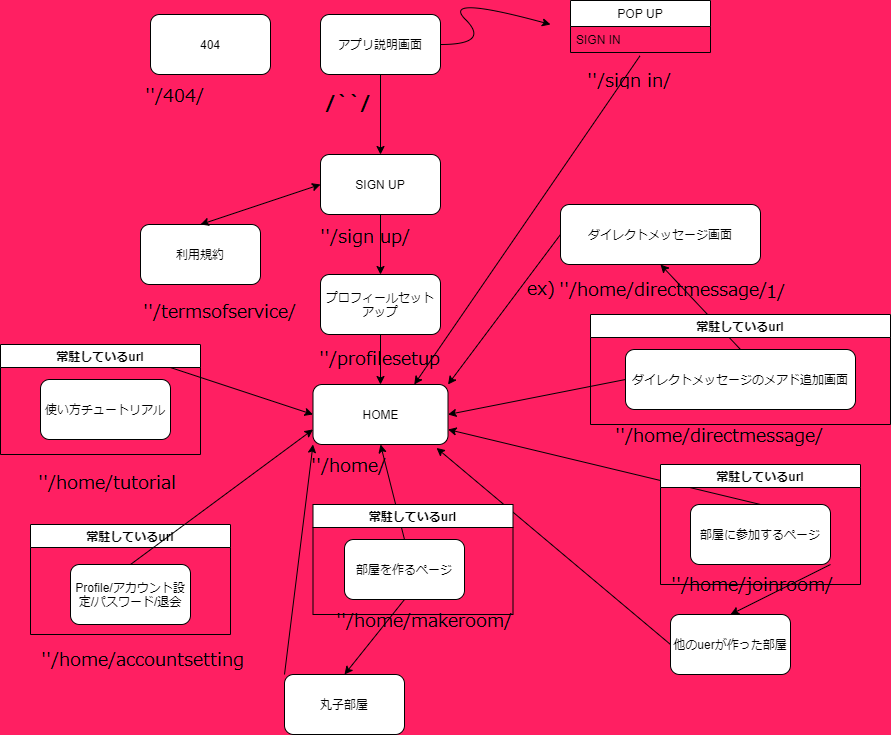 404
アプリ説明画面
POP UP
SIGN IN
''/404/
/``/
''/sign in/
SIGN UP
''/sign up/
利用規約
''/termsofservice/
ダイレクトメッセージ画面
ex) ''/home/directmessage/1/
プロフィールセット
アップ
''/profilesetup
常駐しているurl
ダイレクトメッセージのメアド追加画面
''/home/directmessage/
常駐しているurl
使い方チュートリアル
''/home/tutorial
HOME
''/home/
常駐しているurl
部屋に参加するページ
''/home/joinroom/
常駐しているurl
部屋を作るページ
''/home/makeroom/
常駐しているurl
Profile/アカウント設
定/パスワード/退会
''/home/accountsetting
他のuerが作った部屋
丸子部屋